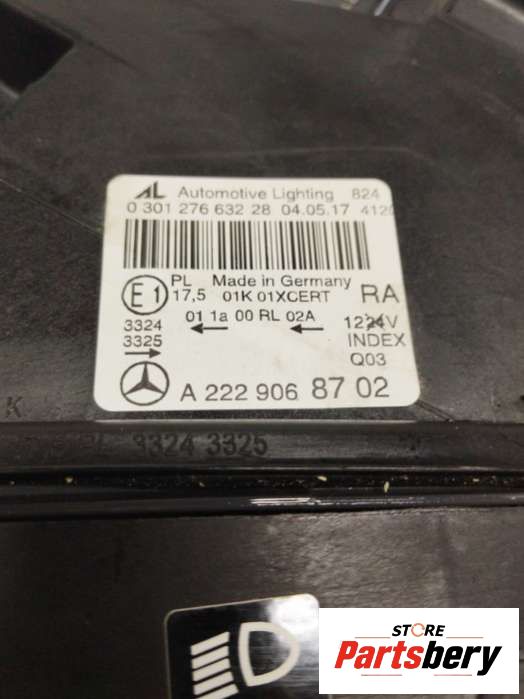 AL Automotive Lighting 824
0 301 276 632 28 04.05.17 412
E1 PL Made in Germany
17,5 01K 01XCERT RA
01 1a 00 RL 02A
3324 ← ← 1224V
3325 → INDEX
Q03
A 222 906 87 02
K
3324 3325
STORE
Partsbery